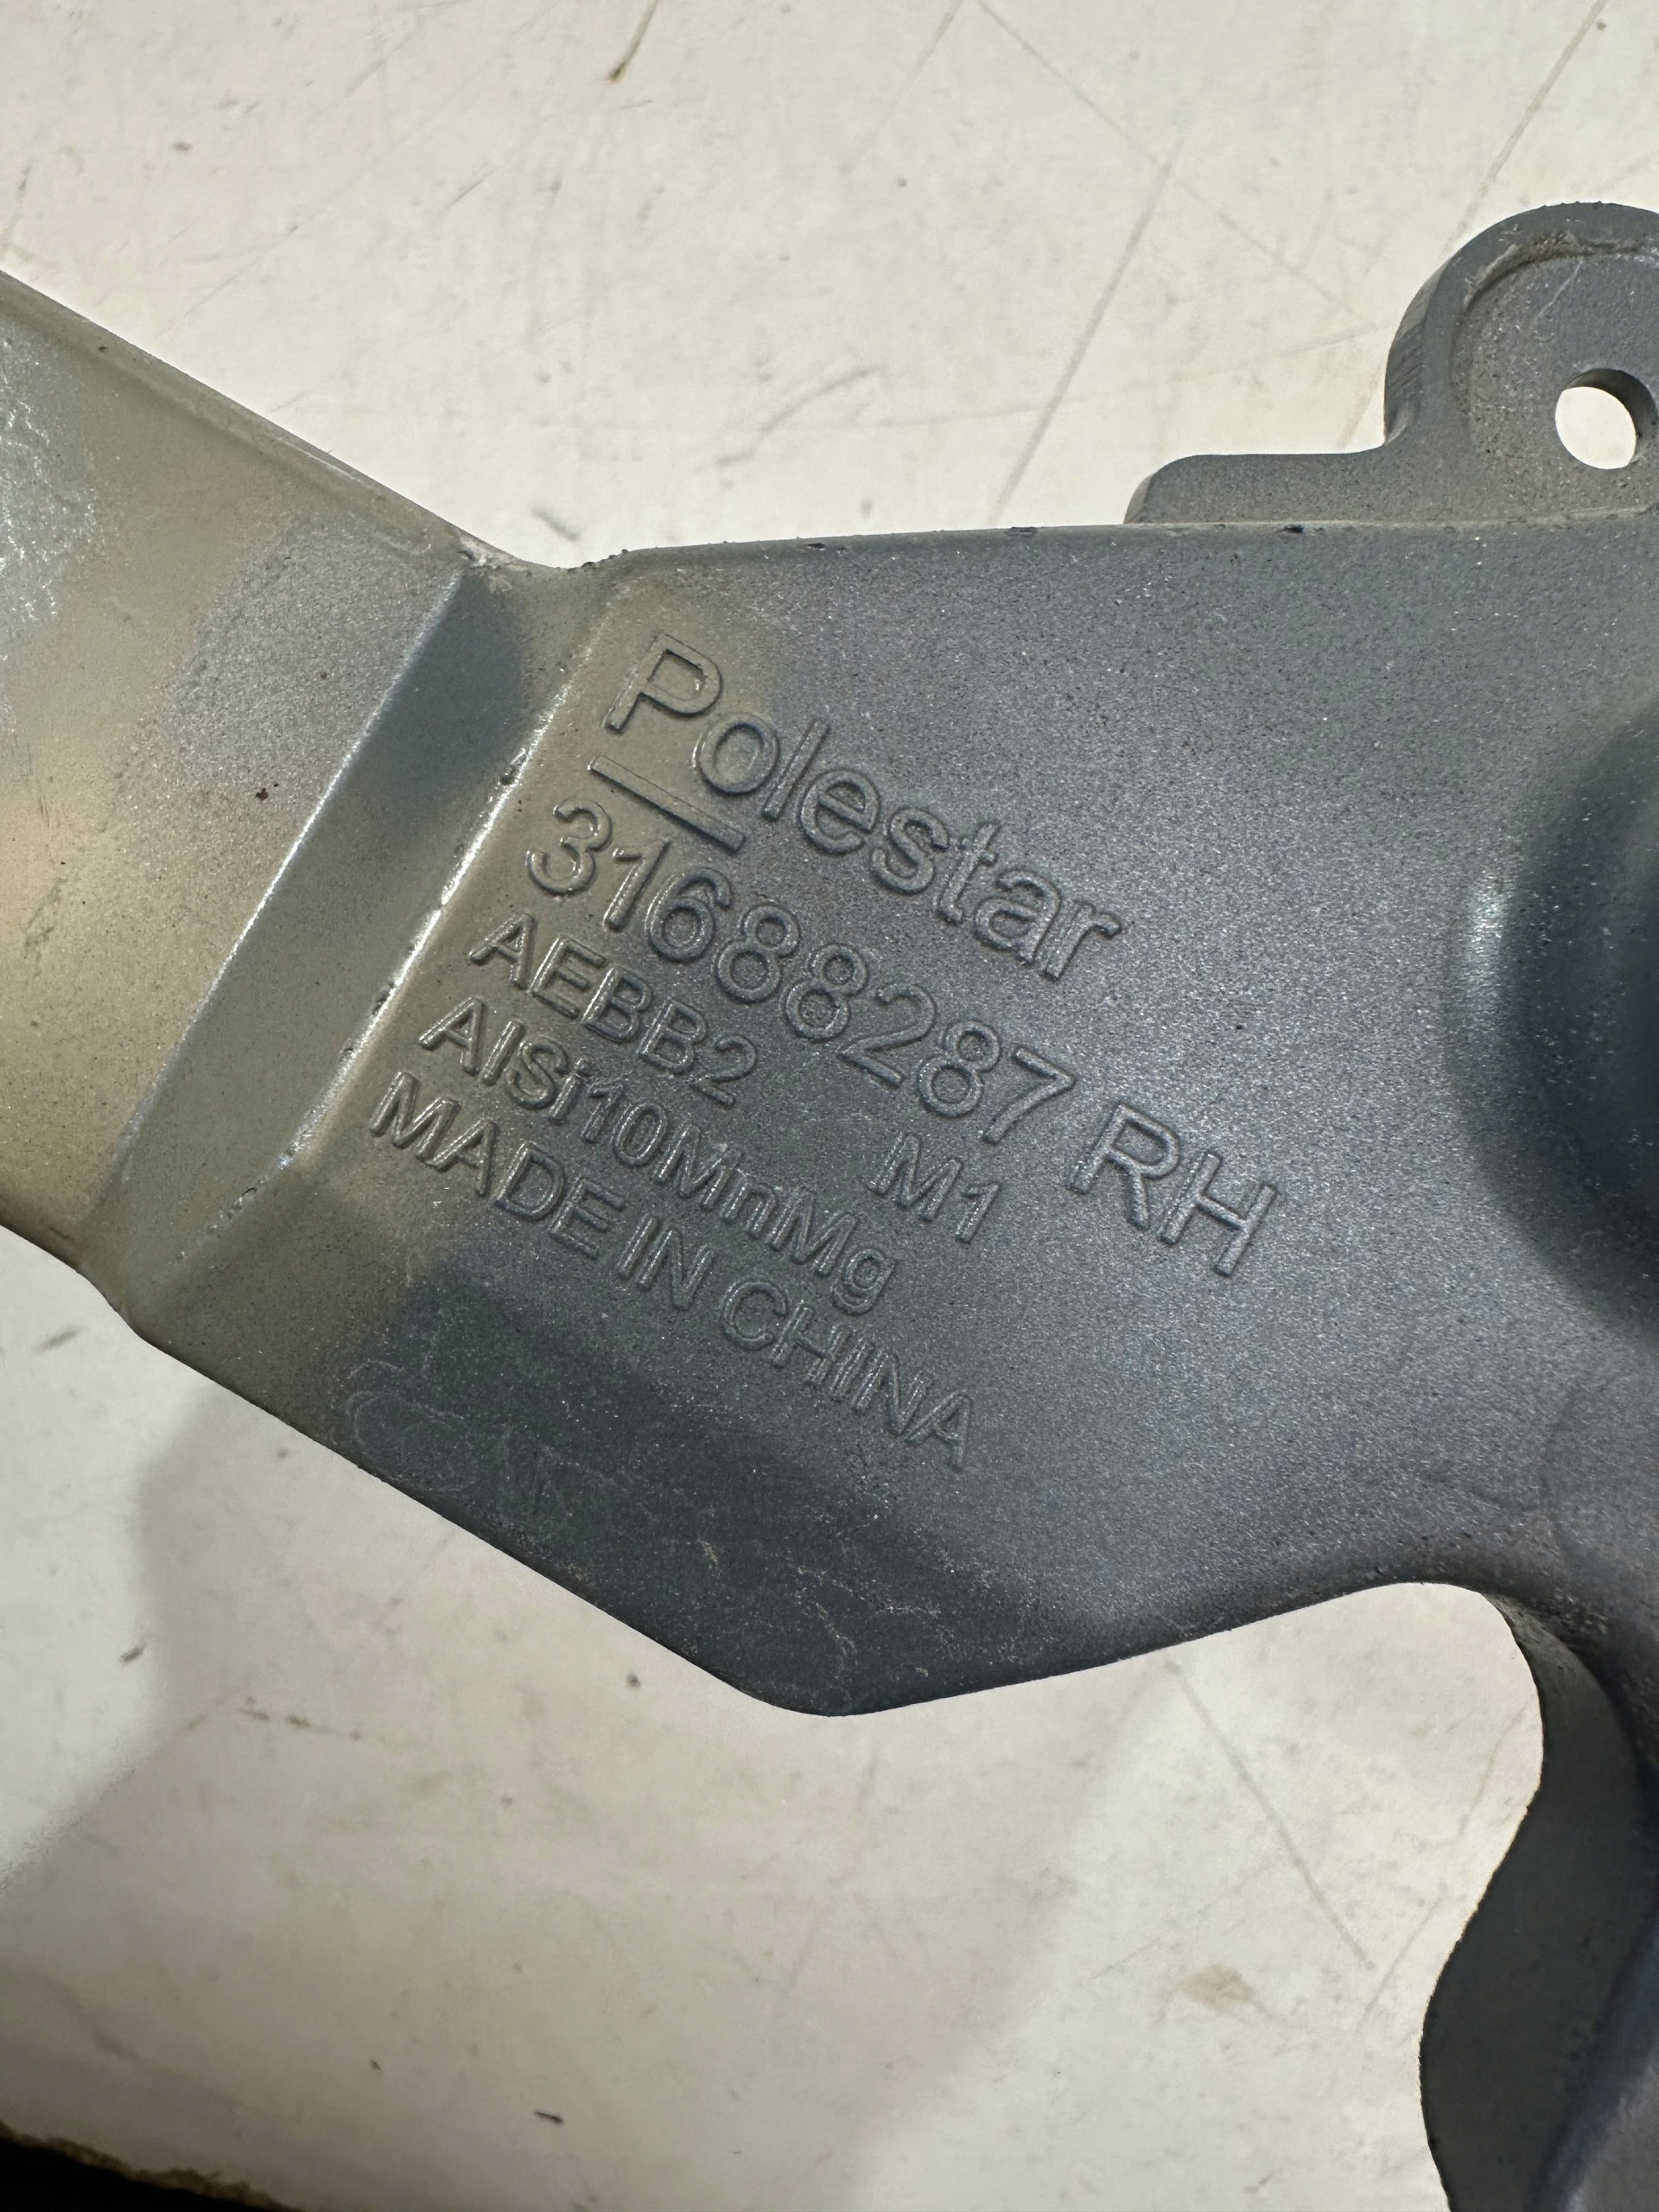 Polestar
31688287 RH
AEBB2 M1
AlSi10MnMg
MADE IN CHINA